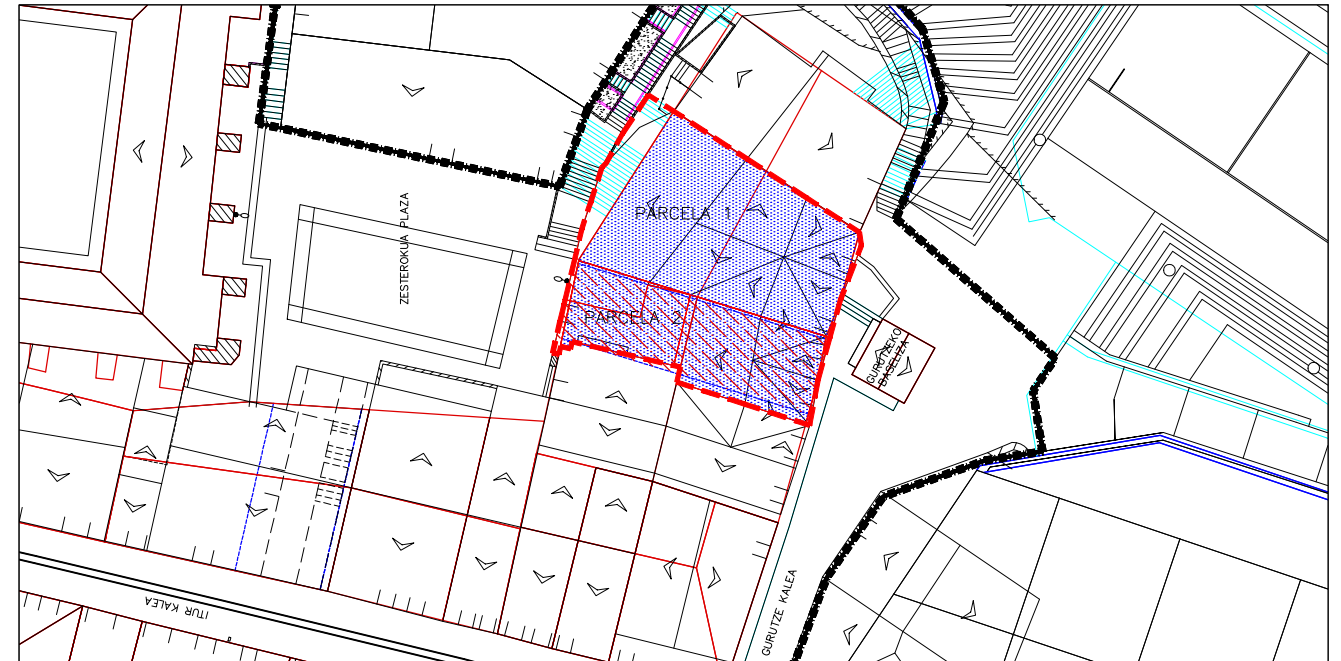 PARCELA 1
ZESTEROKUA PLAZA
PARCELA 2
GURUTZEKO
BASELIZA
ITUR KALEA
GURUTZE KALEA